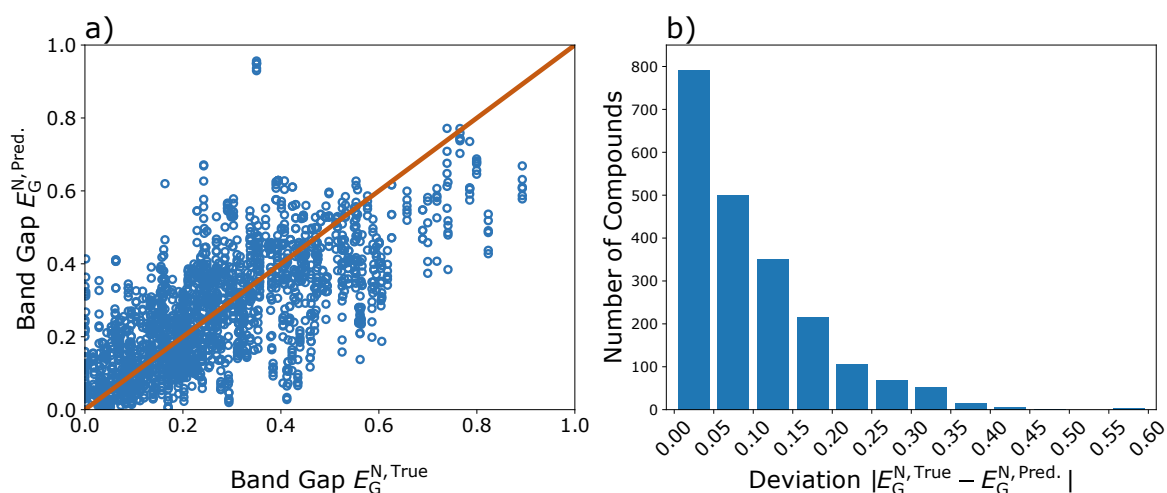 a)
1.0
0.8
0.6
0.4
0.2
0.0
0.0 0.2 0.4 0.6 0.8 1.0
Band Gap E_G^{N, Pred.}
Band Gap E_G^{N, True}
b)
800
700
600
500
400
300
200
100
0
0.00 0.05 0.10 0.15 0.20 0.25 0.30 0.35 0.40 0.45 0.50 0.55 0.60
Number of Compounds
Deviation |E_G^{N, True} − E_G^{N, Pred.}|